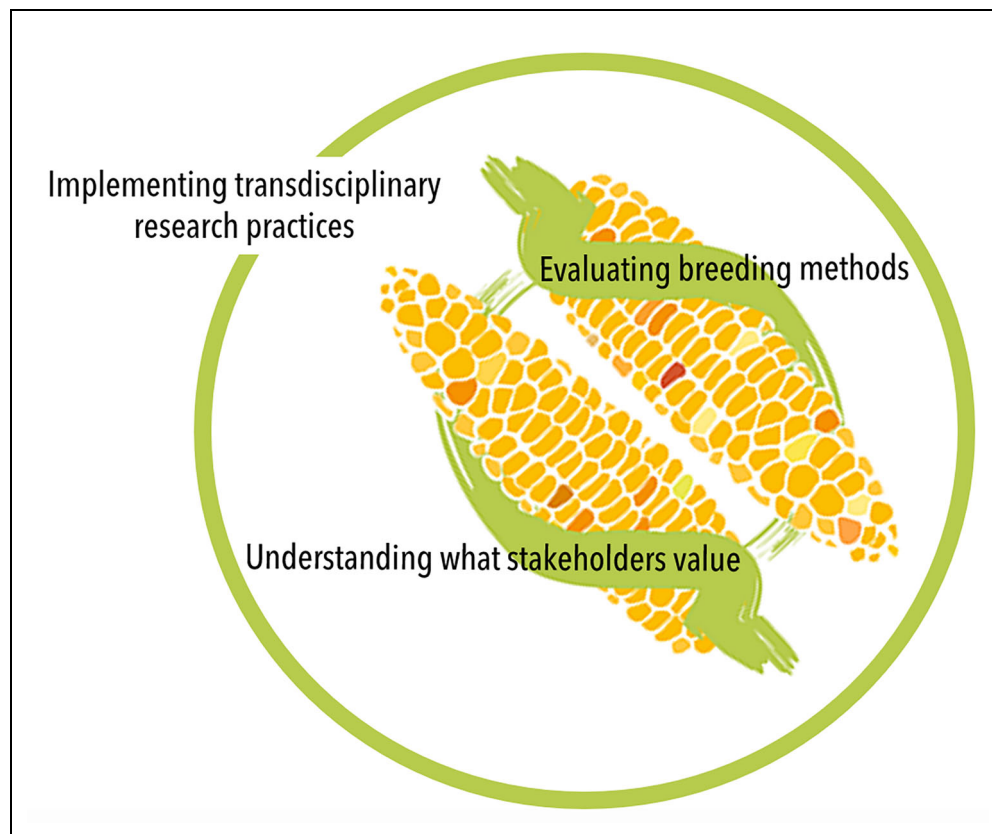 Implementing transdisciplinary
research practices
Evaluating breeding methods
Understanding what stakeholders value